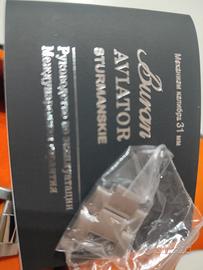 Механизм калибра 31 мм
Buran
AVIATOR
STURMANSKIE
Руководство по эксплуатации
Международная гарантия